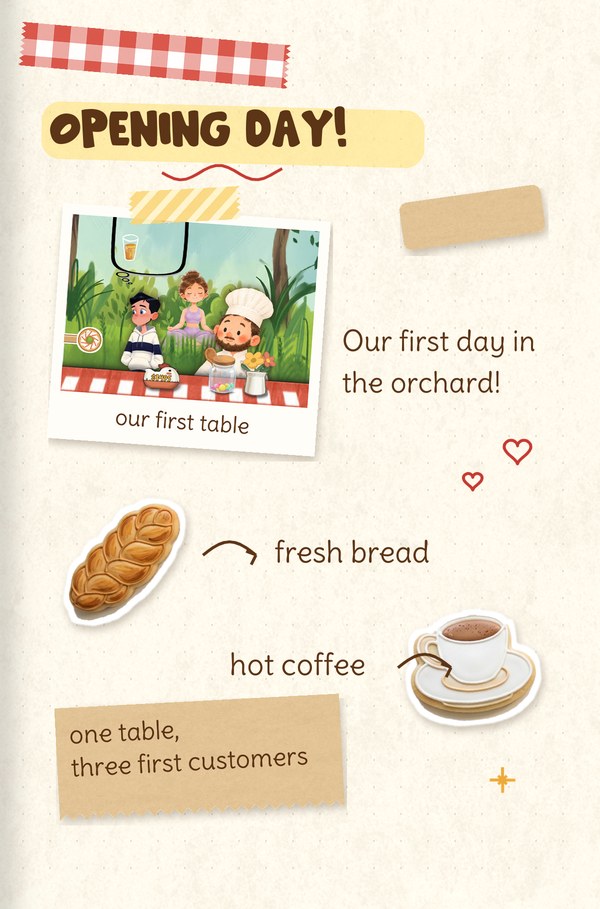 OPENING DAY!
our first table
Our first day in
the orchard!
fresh bread
hot coffee
one table,
three first customers